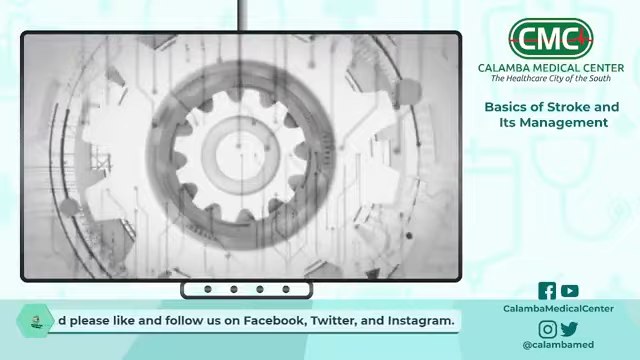 CMC
CALAMBA MEDICAL CENTER
The Healthcare City of the South
Basics of Stroke and
Its Management
CalambaMedicalCenter
@calambamed
d please like and follow us on Facebook, Twitter, and Instagram.